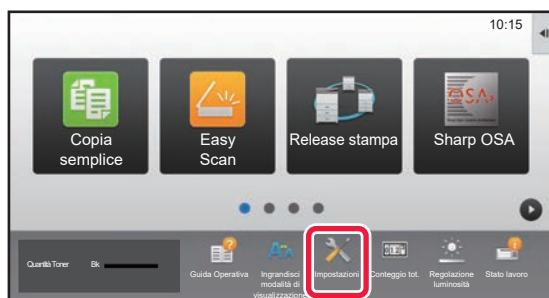 10:15
Copia
semplice
Easy
Scan
Release stampa
Sharp OSA
Quantità Toner Bk
Guida Operativa
Ingrandisci
modalità di
visualizzazione
Impostazioni
Conteggio tot.
Regolazione
luminosità
Stato lavoro